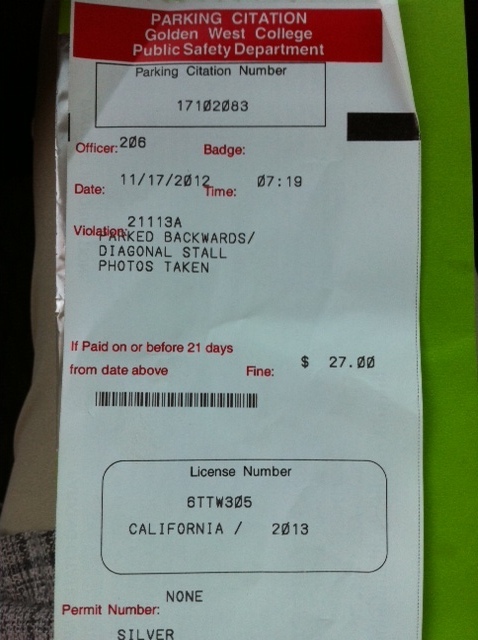 PARKING CITATION
Golden West College
Public Safety Department
Parking Citation Number
17102083
Officer: 206 Badge:
Date: 11/17/2012 Time: 07:19
Violation: 21113A
PARKED BACKWARDS/
DIAGONAL STALL
PHOTOS TAKEN
If Paid on or before 21 days
from date above Fine: $ 27.00
License Number
6TTW305
CALIFORNIA / 2013
NONE
Permit Number:
SILVER